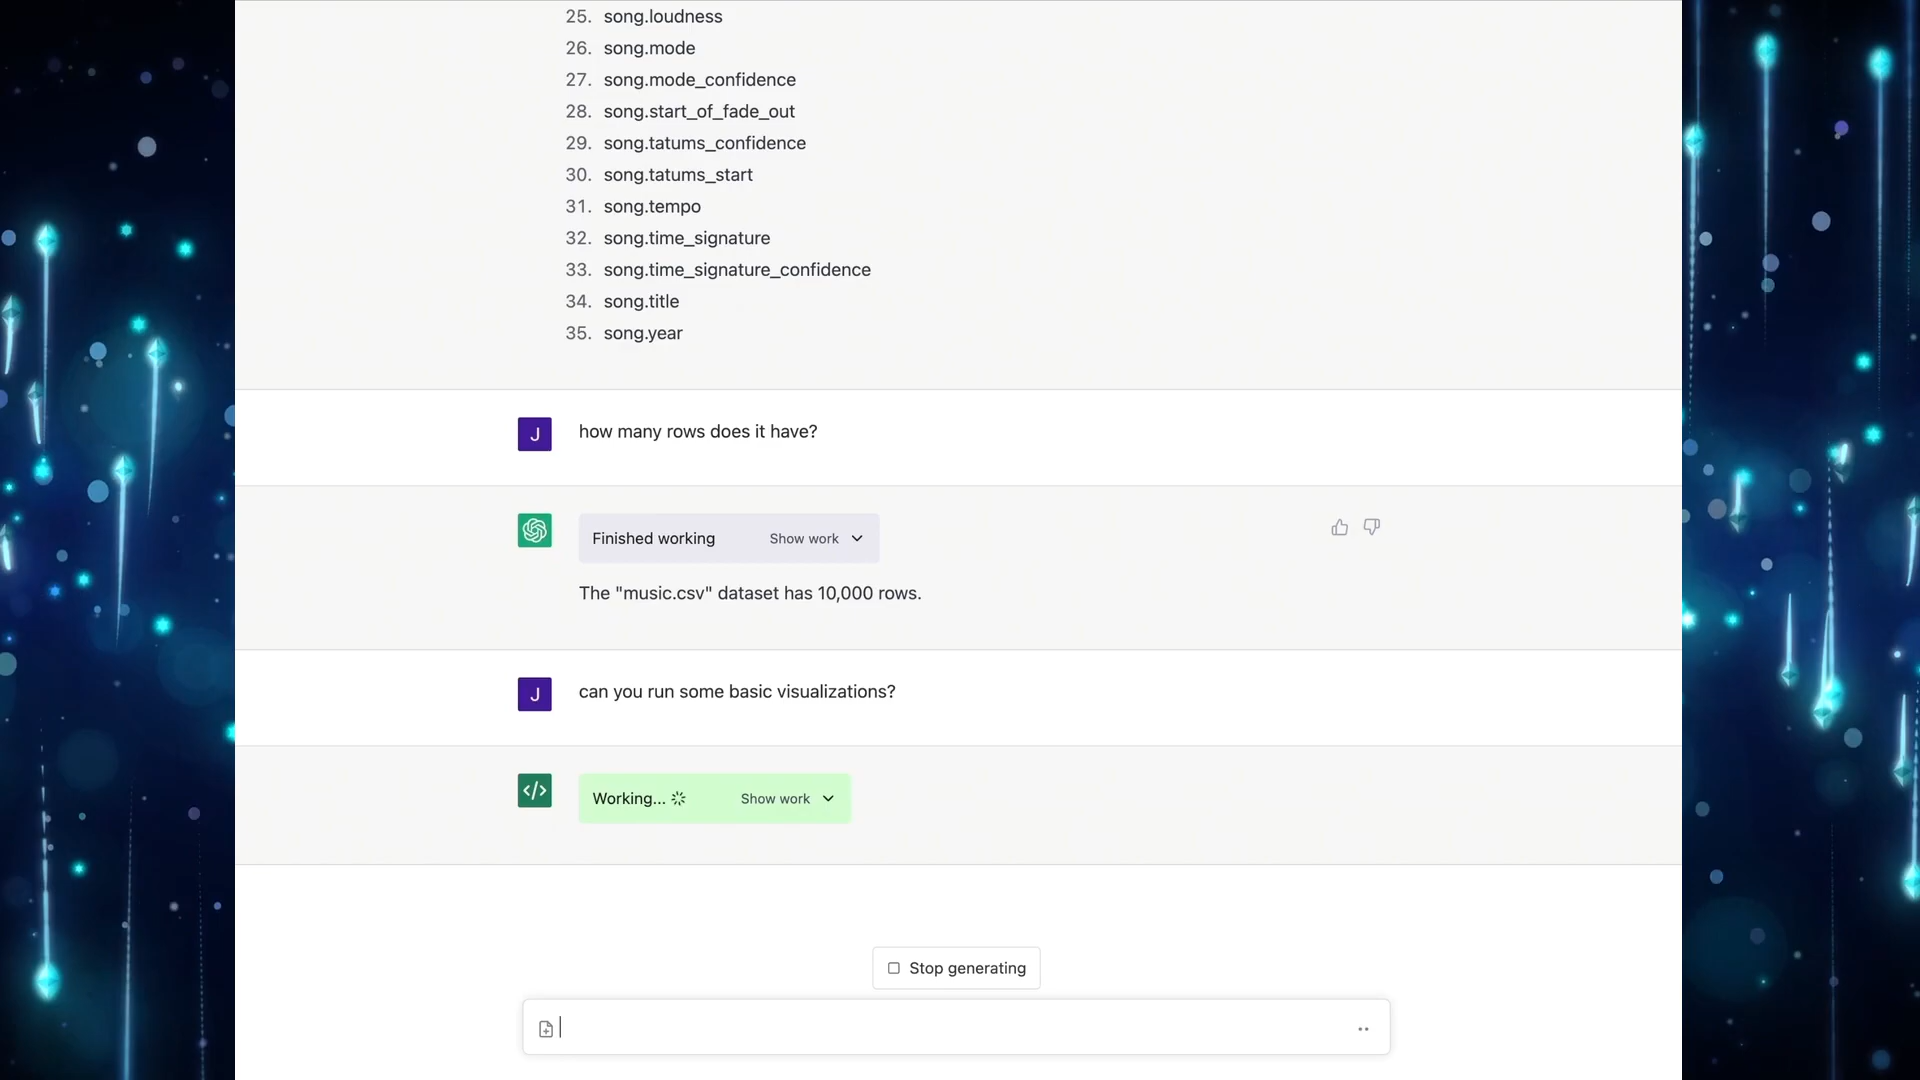 25. song.loudness
26. song.mode
27. song.mode_confidence
28. song.start_of_fade_out
29. song.tatums_confidence
30. song.tatums_start
31. song.tempo
32. song.time_signature
33. song.time_signature_confidence
34. song.title
35. song.year
J how many rows does it have?
Finished working Show work
The "music.csv" dataset has 10,000 rows.
J can you run some basic visualizations?
</> Working... Show work
Stop generating